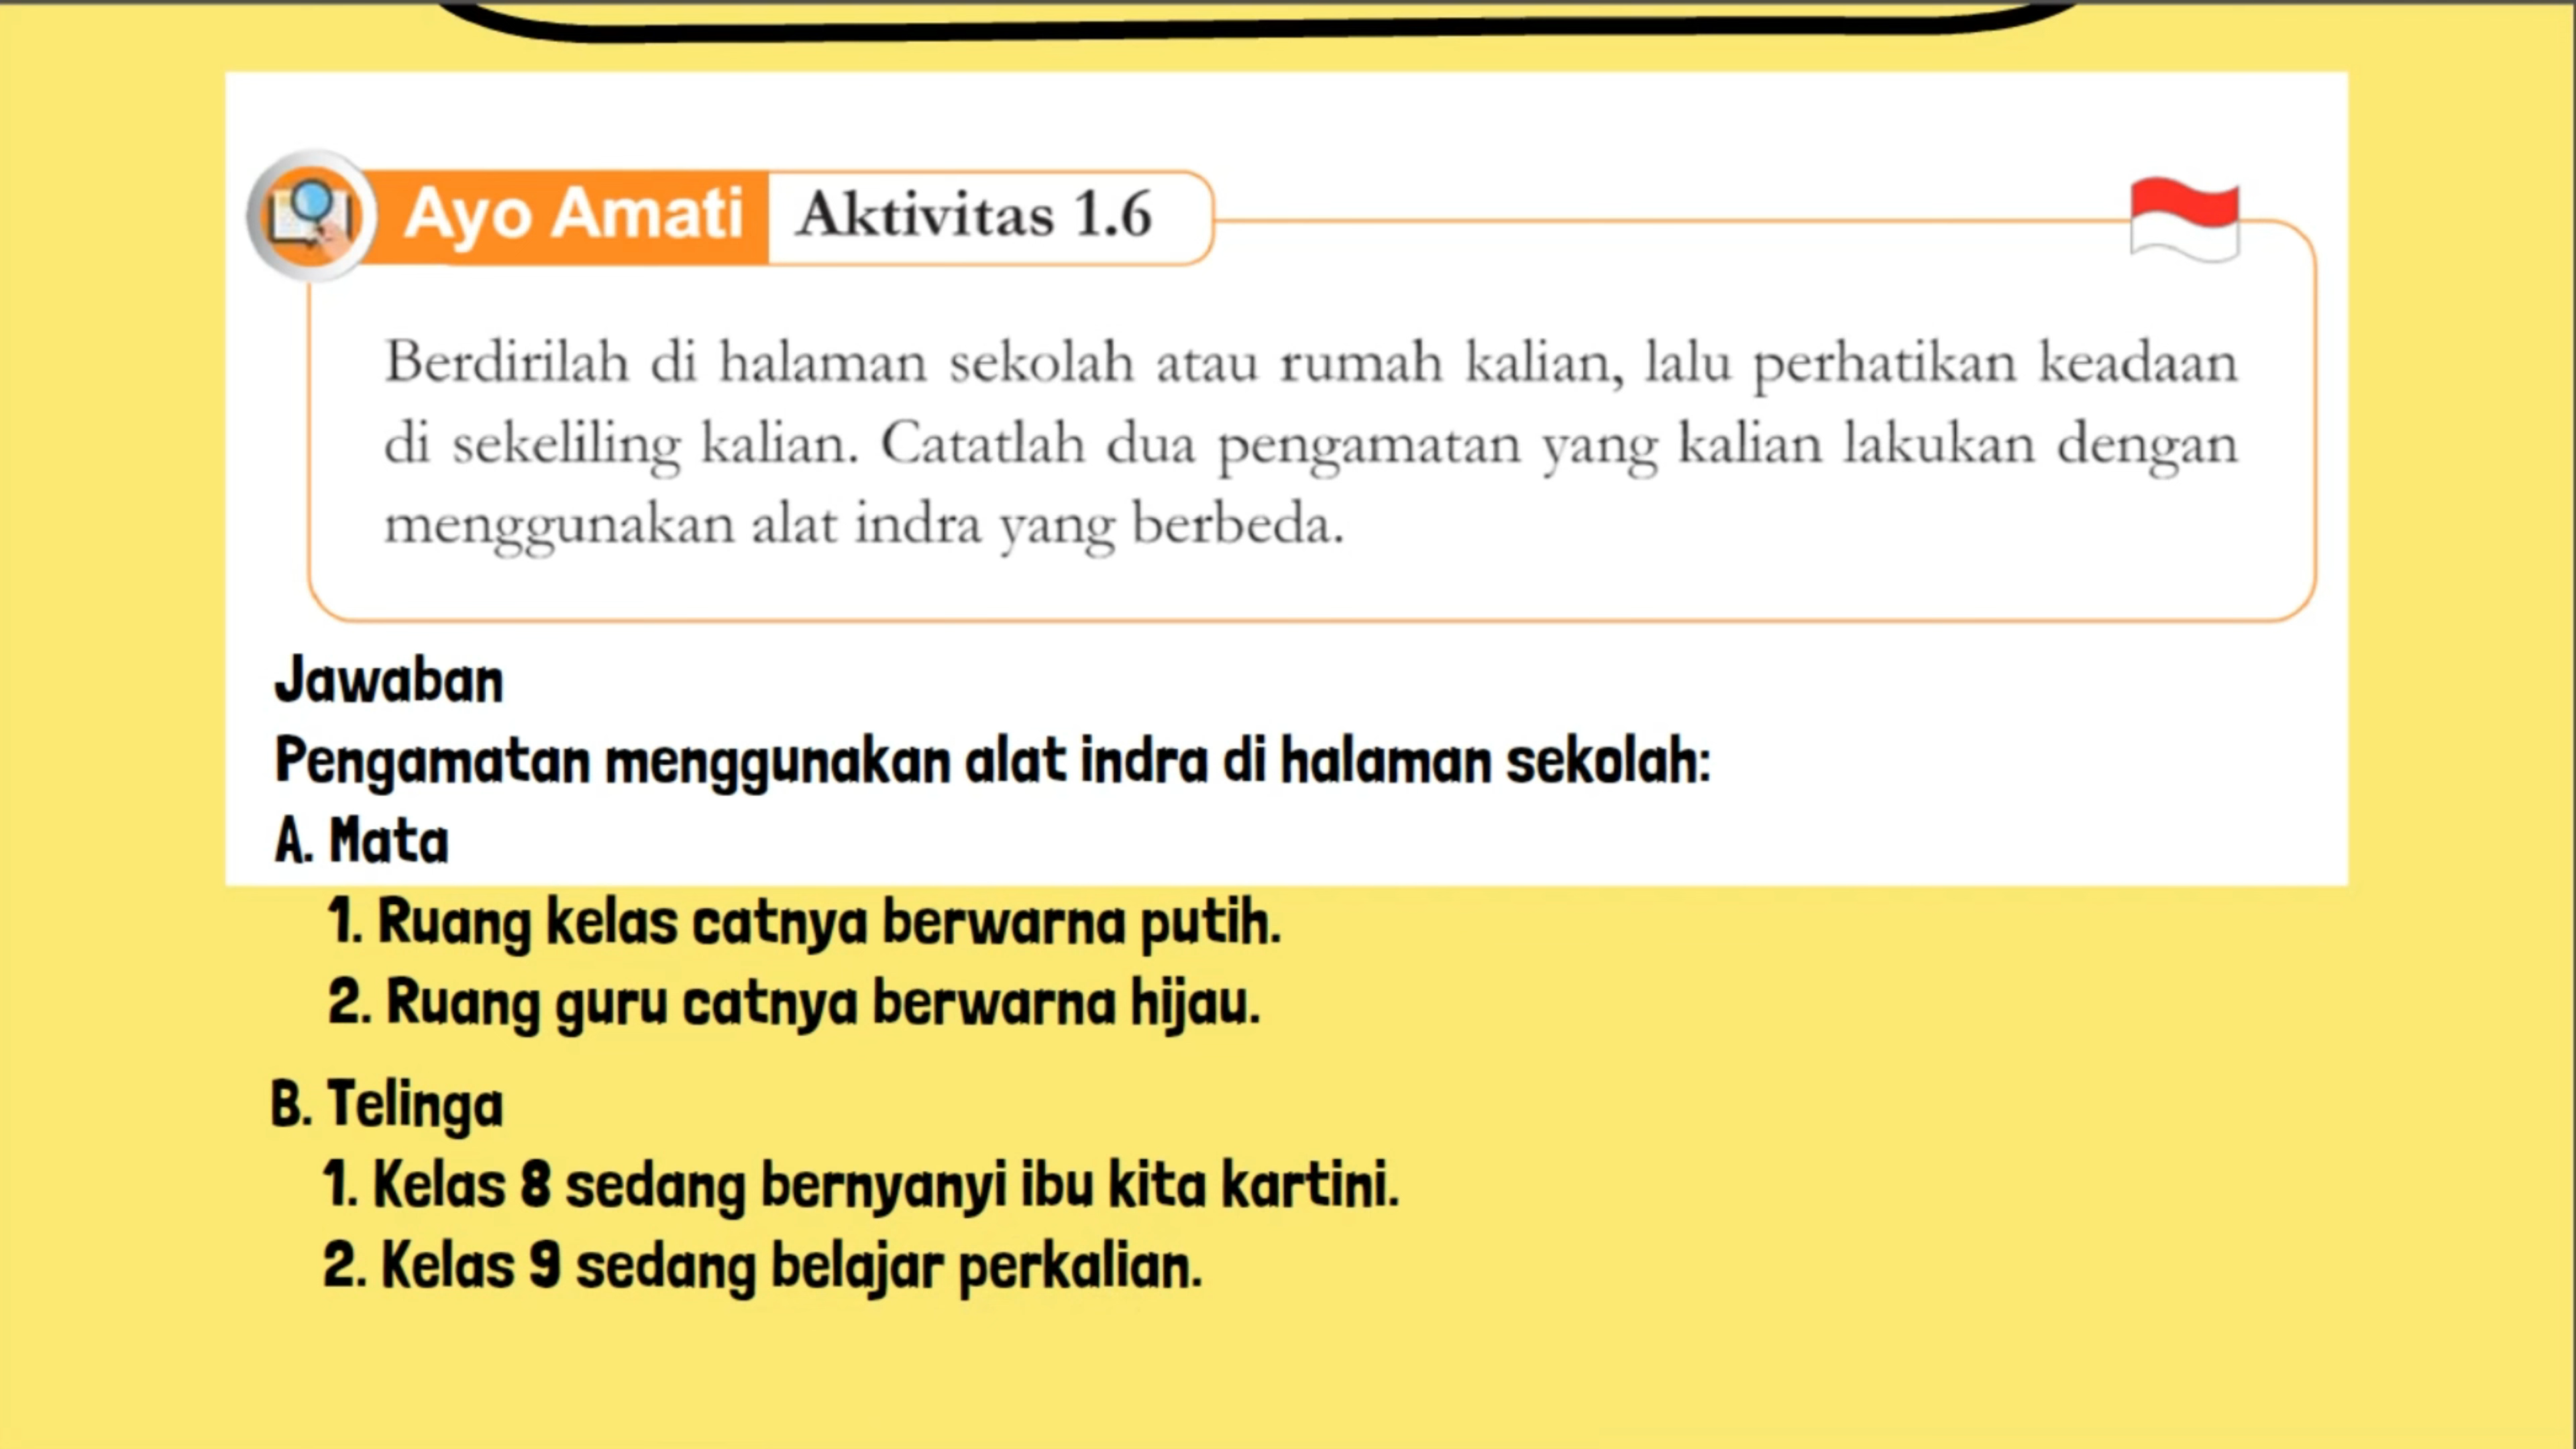 Ayo Amati Aktivitas 1.6
Berdirilah di halaman sekolah atau rumah kalian, lalu perhatikan keadaan
di sekeliling kalian. Catatlah dua pengamatan yang kalian lakukan dengan
menggunakan alat indra yang berbeda.
Jawaban
Pengamatan menggunakan alat indra di halaman sekolah:
A. Mata
1. Ruang kelas catnya berwarna putih.
2. Ruang guru catnya berwarna hijau.
B. Telinga
1. Kelas 8 sedang bernyanyi ibu kita kartini.
2. Kelas 9 sedang belajar perkalian.